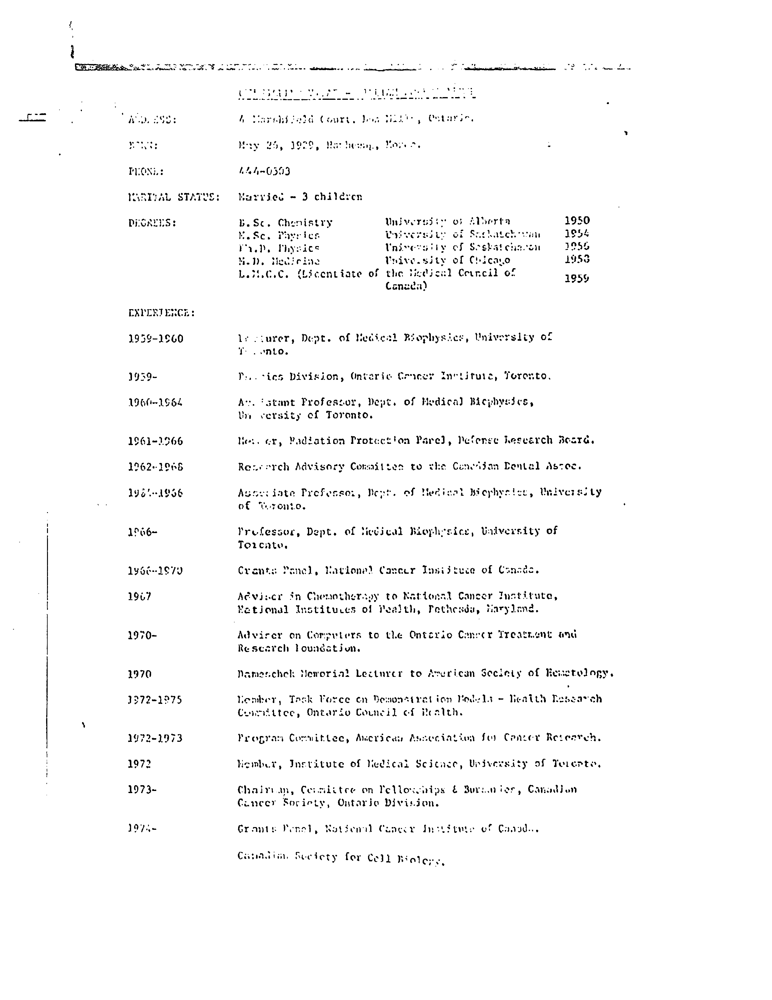 4 Marshfield Court, Don Mills, Ontario.
May 26, 1929,
PHONE: 444-0303
MARITAL STATUS: Married - 3 children
DEGREES: B.Sc. Chemistry University of Alberta 1950
M.Sc. Physics University of Saskatchewan 1954
Ph.D. Physics University of Saskatchewan 1956
M.D. Medicine University of Chicago 1958
L.M.C.C. (Licentiate of the Medical Council of
Canada) 1959
EXPERIENCE:
1959-1960 Lecturer, Dept. of Medical Biophysics, University of
Toronto.
1959- Physics Division, Ontario Cancer Institute, Toronto.
1960-1964 Assistant Professor, Dept. of Medical Biophysics,
University of Toronto.
1961-1966 Member, Radiation Protection Panel, Defense Research Board.
1962-1968 Research Advisory Committee to the Canadian Dental Assoc.
1964-1966 Associate Professor, Dept. of Medical Biophysics, University
of Toronto.
1966- Professor, Dept. of Medical Biophysics, University of
Toronto.
1966-1970 Grants Panel, National Cancer Institute of Canada.
1967 Adviser in Chemotherapy to National Cancer Institute,
National Institutes of Health, Bethesda, Maryland.
1970- Adviser on Computers to the Ontario Cancer Treatment and
Research Foundation.
1970 Dameschek Memorial Lecturer to American Society of Hematology.
1972-1975 Member, Task Force on Demonstration Models - Health Research
Committee, Ontario Council of Health.
1972-1973 Program Committee, American Association for Cancer Research.
1972 Member, Institute of Medical Science, University of Toronto.
1973- Chairman, Committee on Fellowships & Bursaries, Canadian
Cancer Society, Ontario Division.
1974- Grants Panel, National Cancer Institute of Canada.
Canadian Society for Cell Biology.